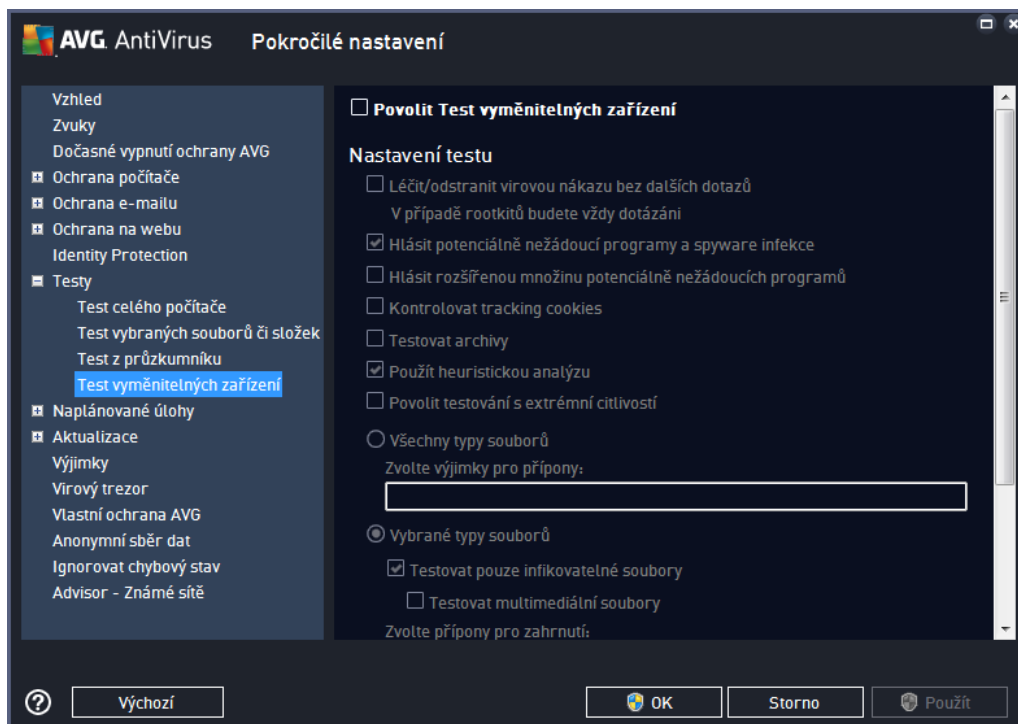 AVG. AntiVirus Pokročilé nastavení
Vzhled
Zvuky
Dočasné vypnutí ochrany AVG
Ochrana počítače
Ochrana e-mailu
Ochrana na webu
Identity Protection
Testy
Test celého počítače
Test vybraných souborů či složek
Test z průzkumníku
Test vyměnitelných zařízení
Naplánované úlohy
Aktualizace
Výjimky
Virový trezor
Vlastní ochrana AVG
Anonymní sběr dat
Ignorovat chybový stav
Advisor - Známé sítě
Povolit Test vyměnitelných zařízení
Nastavení testu
Léčit/odstranit virovou nákazu bez dalších dotazů
V případě rootkitů budete vždy dotázáni
Hlásit potenciálně nežádoucí programy a spyware infekce
Hlásit rozšířenou množinu potenciálně nežádoucích programů
Kontrolovat tracking cookies
Testovat archivy
Použít heuristickou analýzu
Povolit testování s extrémní citlivostí
Všechny typy souborů
Zvolte výjimky pro přípony:
Vybrané typy souborů
Testovat pouze infikovatelné soubory
Testovat multimediální soubory
Zvolte přípony pro zahrnutí:
? Výchozí OK Storno Použít